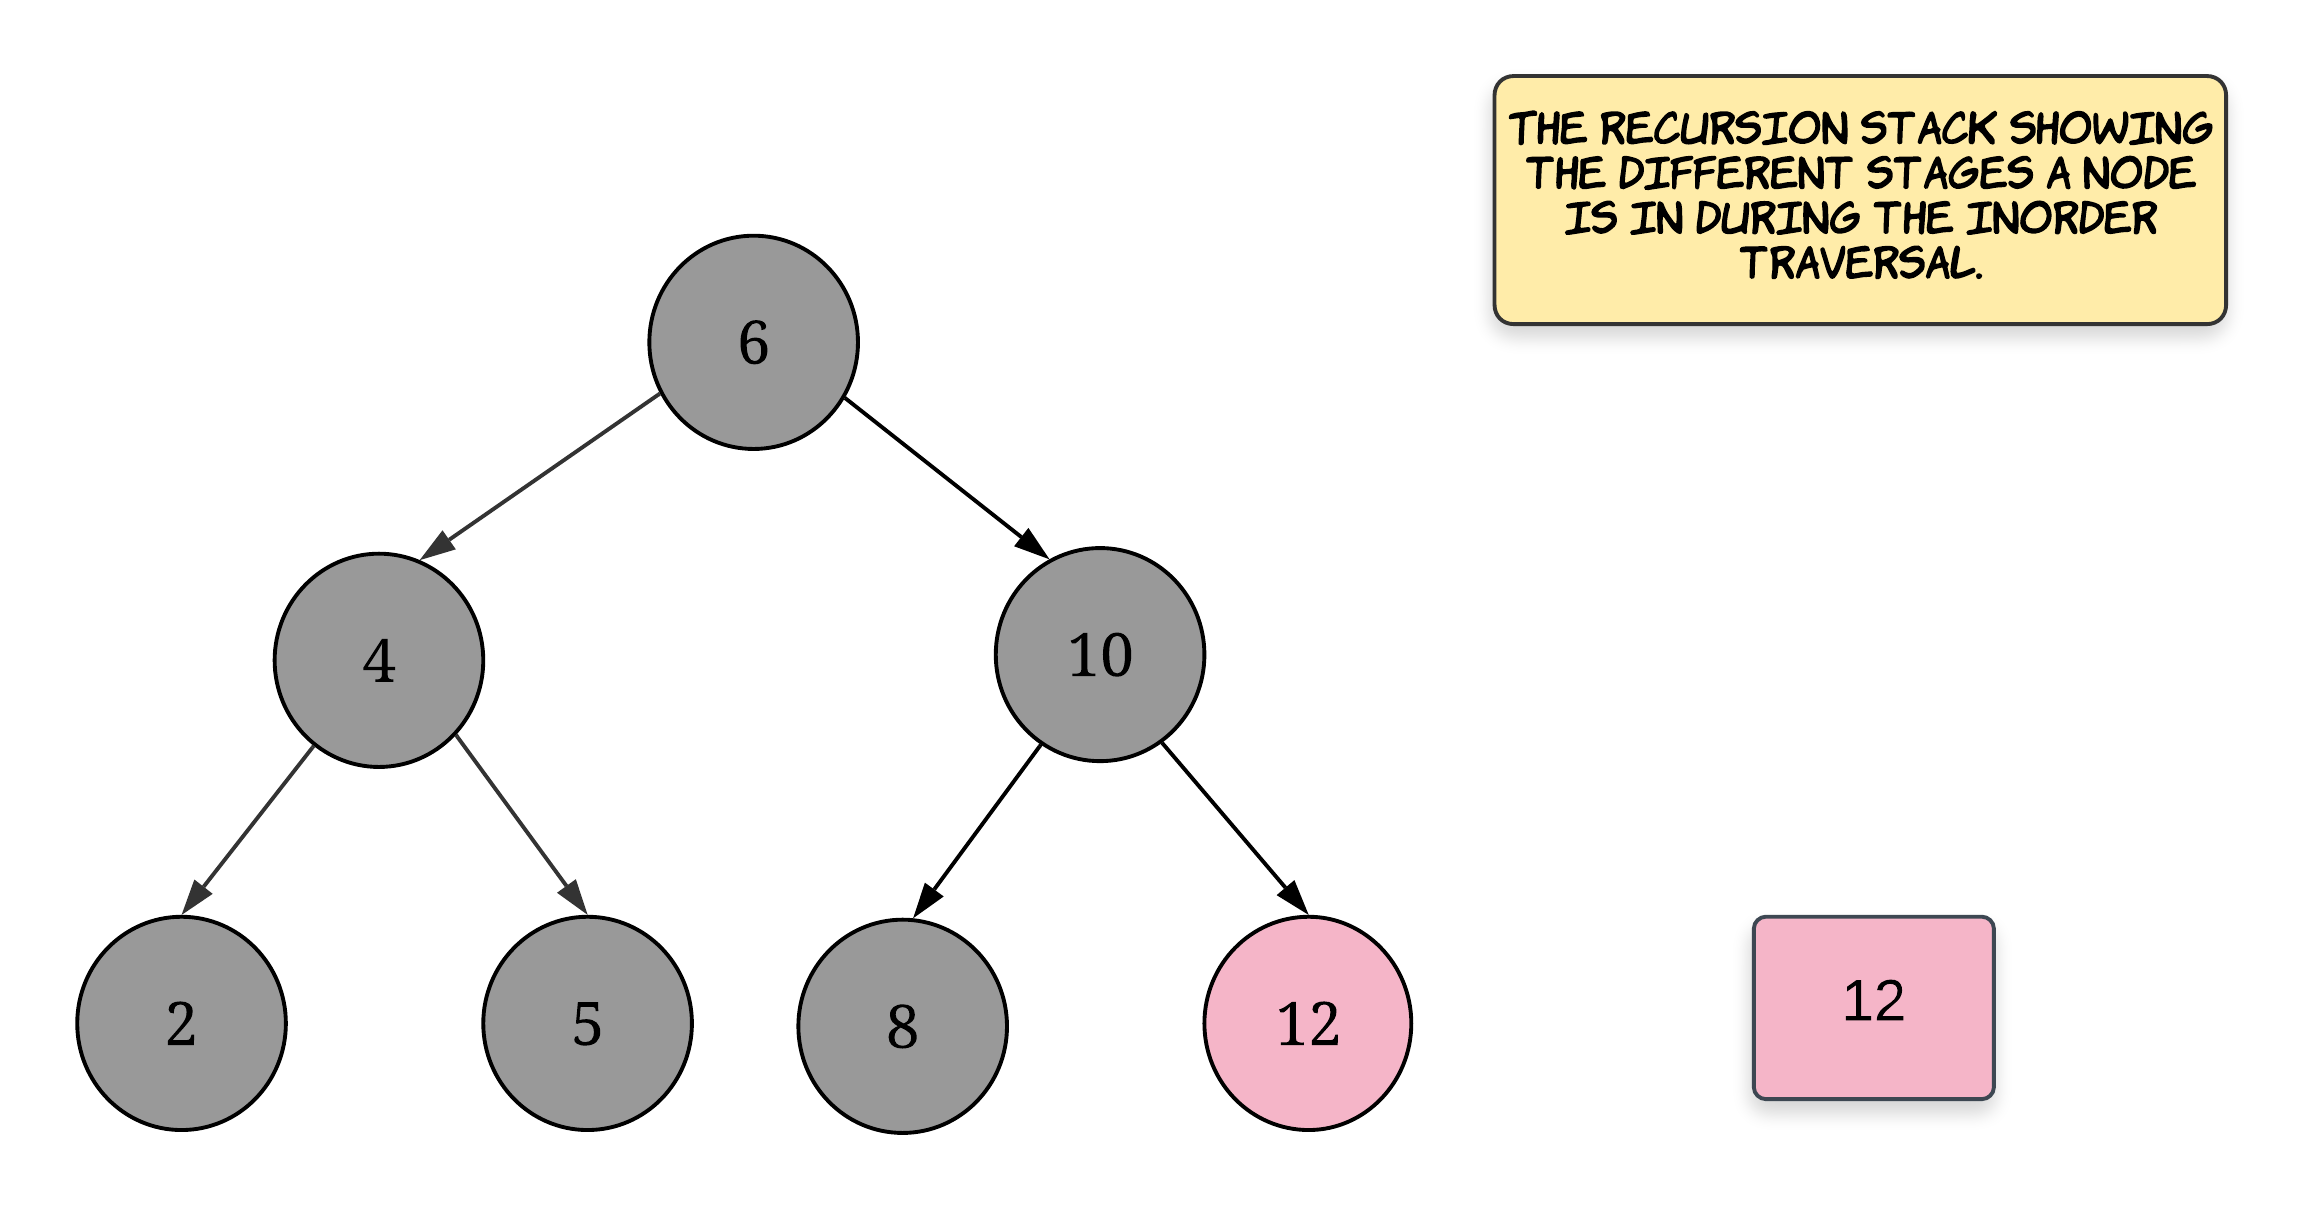 THE RECURSION STACK SHOWING
THE DIFFERENT STAGES A NODE
IS IN DURING THE INORDER
TRAVERSAL.
6
4
10
2
5
8
12
12